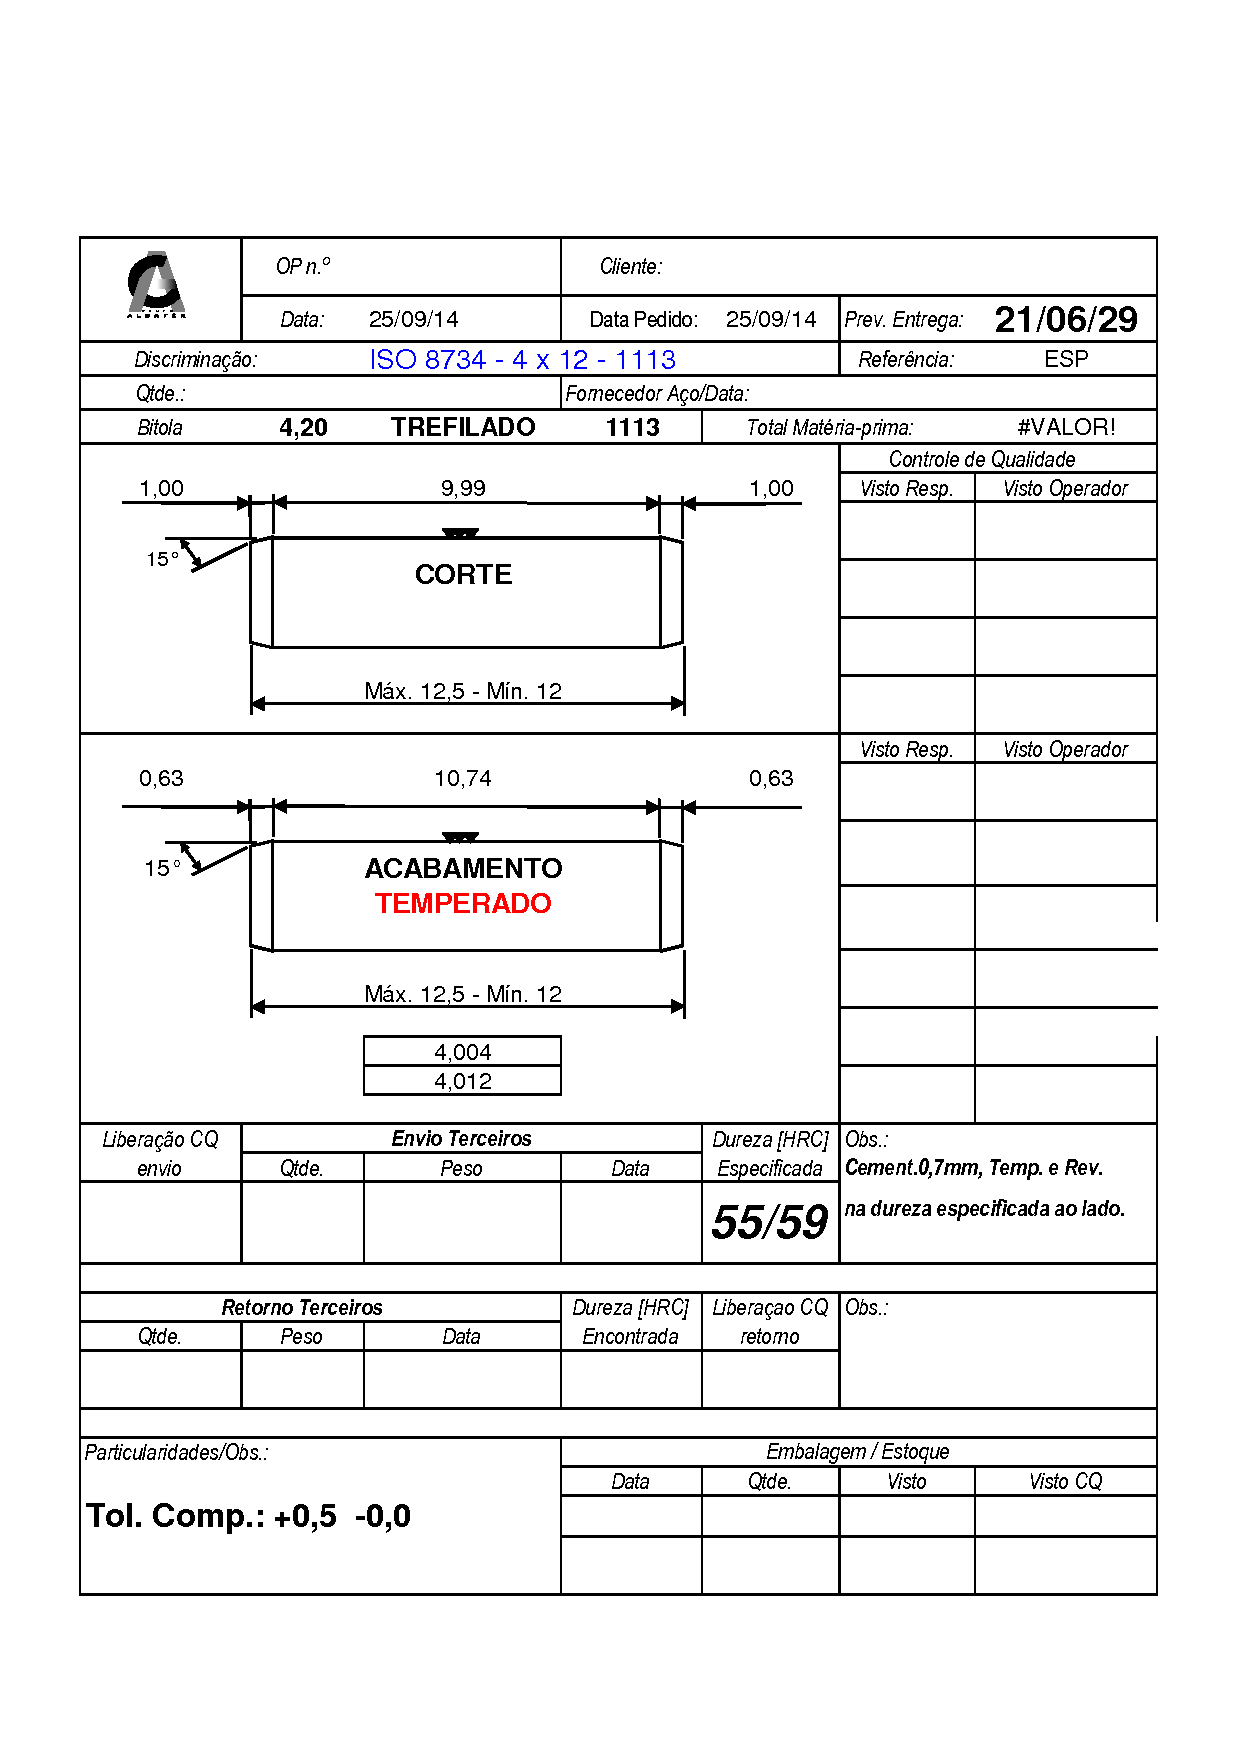 ALBAFER
OP n.º
Cliente:
Data: 25/09/14 Data Pedido: 25/09/14 Prev. Entrega: 21/06/29
Discriminação: ISO 8734 - 4 x 12 - 1113 Referência: ESP
Qtde.: Fornecedor Aço/Data:
Bitola 4,20 TREFILADO 1113 Total Matéria-prima: #VALOR!
Controle de Qualidade
1,00 9,99 1,00 Visto Resp. Visto Operador
15°
CORTE
Máx. 12,5 - Mín. 12
Visto Resp. Visto Operador
0,63 10,74 0,63
15°
ACABAMENTO
TEMPERADO
Máx. 12,5 - Mín. 12
4,004
4,012
Liberação CQ Envio Terceiros Dureza [HRC] Obs.:
envio Qtde. Peso Data Especificada Cement.0,7mm, Temp. e Rev.
55/59 na dureza especificada ao lado.
Retorno Terceiros Dureza [HRC] Liberaçao CQ Obs.:
Qtde. Peso Data Encontrada retorno
Particularidades/Obs.: Embalagem / Estoque
Data Qtde. Visto Visto CQ
Tol. Comp.: +0,5 -0,0